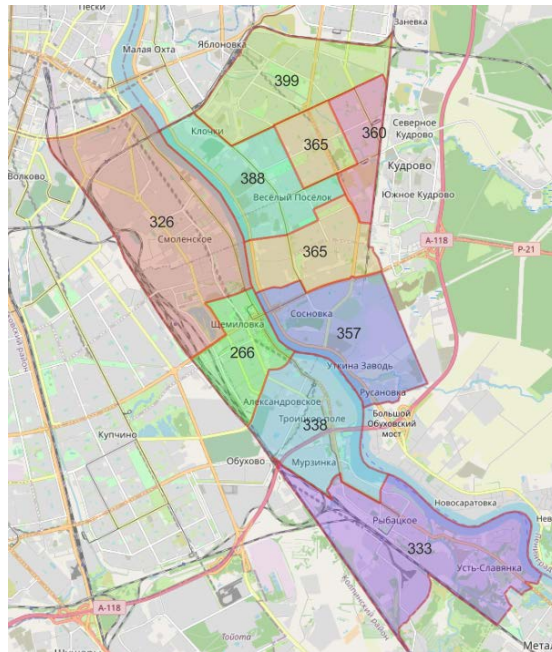 Пески
Заневка
Яблоновка
Малая Охта
399
Северное
Кудрово
Клочки
365
360
Волково
388
Кудрово
Весёлый Посёлок
Южное Кудрово
326
Смоленское
А-118
Р-21
365
Сосновка
Щемиловка
357
266
Уткина Заводь
Русановка
Александровское
Троицкое поле
Большой
Обуховский
мост
Купчино
338
Обухово
Мурзинка
Новосаратовка
Рыбацкое
333
Усть-Славянка
А-118
Колпинский район
Тойота
Метал